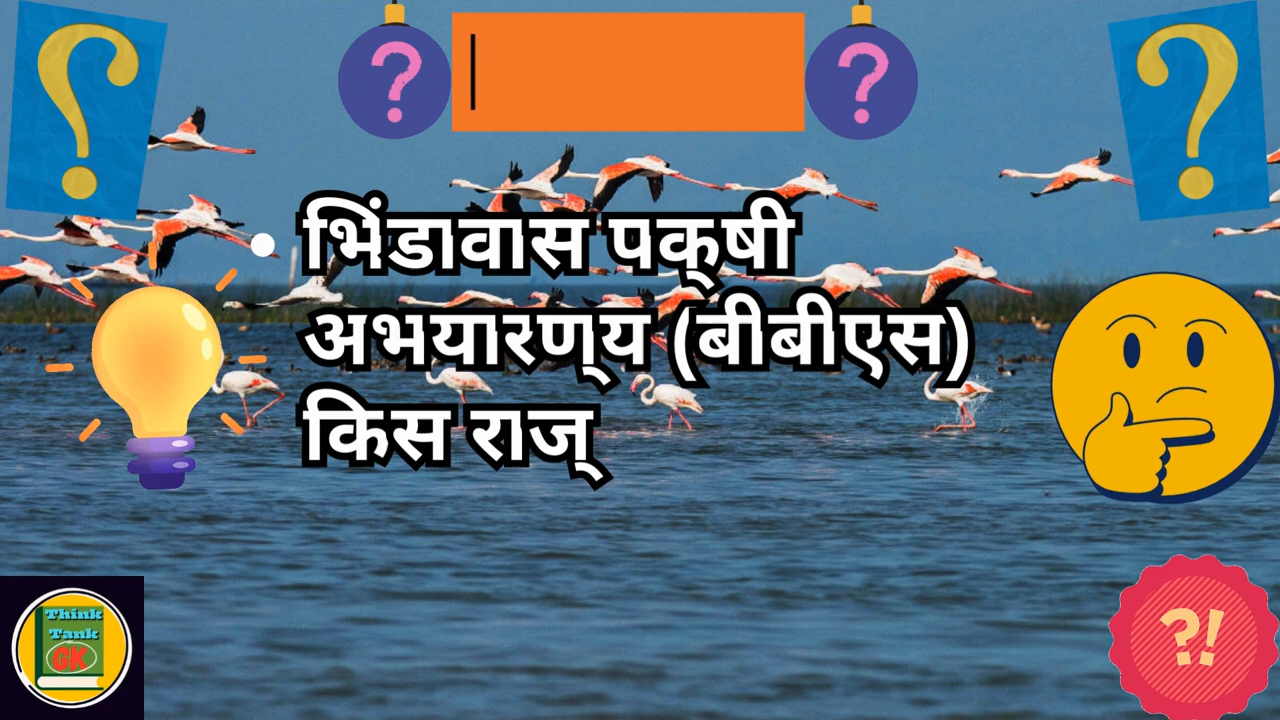 ? ? ? ?
• भिंडावास पक्षी
अभयारण्य (बीबीएस)
किस राज्
?!
Think
Tank
GK